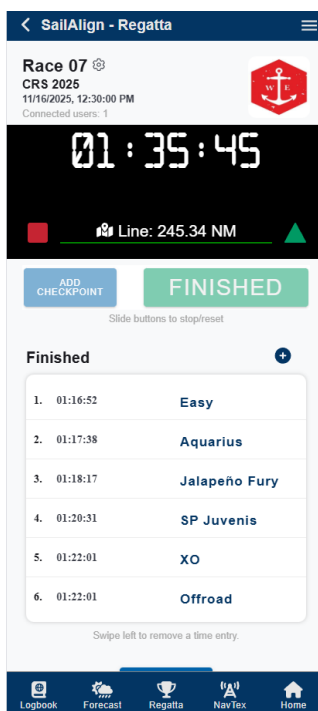 SailAlign - Regatta
Race 07
CRS 2025
11/16/2025, 12:30:00 PM
Connected users: 1
W E
01:35:45
Line: 245.34 NM
ADD
CHECKPOINT
FINISHED
Slide buttons to stop/reset
Finished
1. 01:16:52 Easy
2. 01:17:38 Aquarius
3. 01:18:17 Jalapeño Fury
4. 01:20:31 SP Juvenis
5. 01:22:01 XO
6. 01:22:01 Offroad
Swipe left to remove a time entry.
Logbook Forecast Regatta NavTex Home